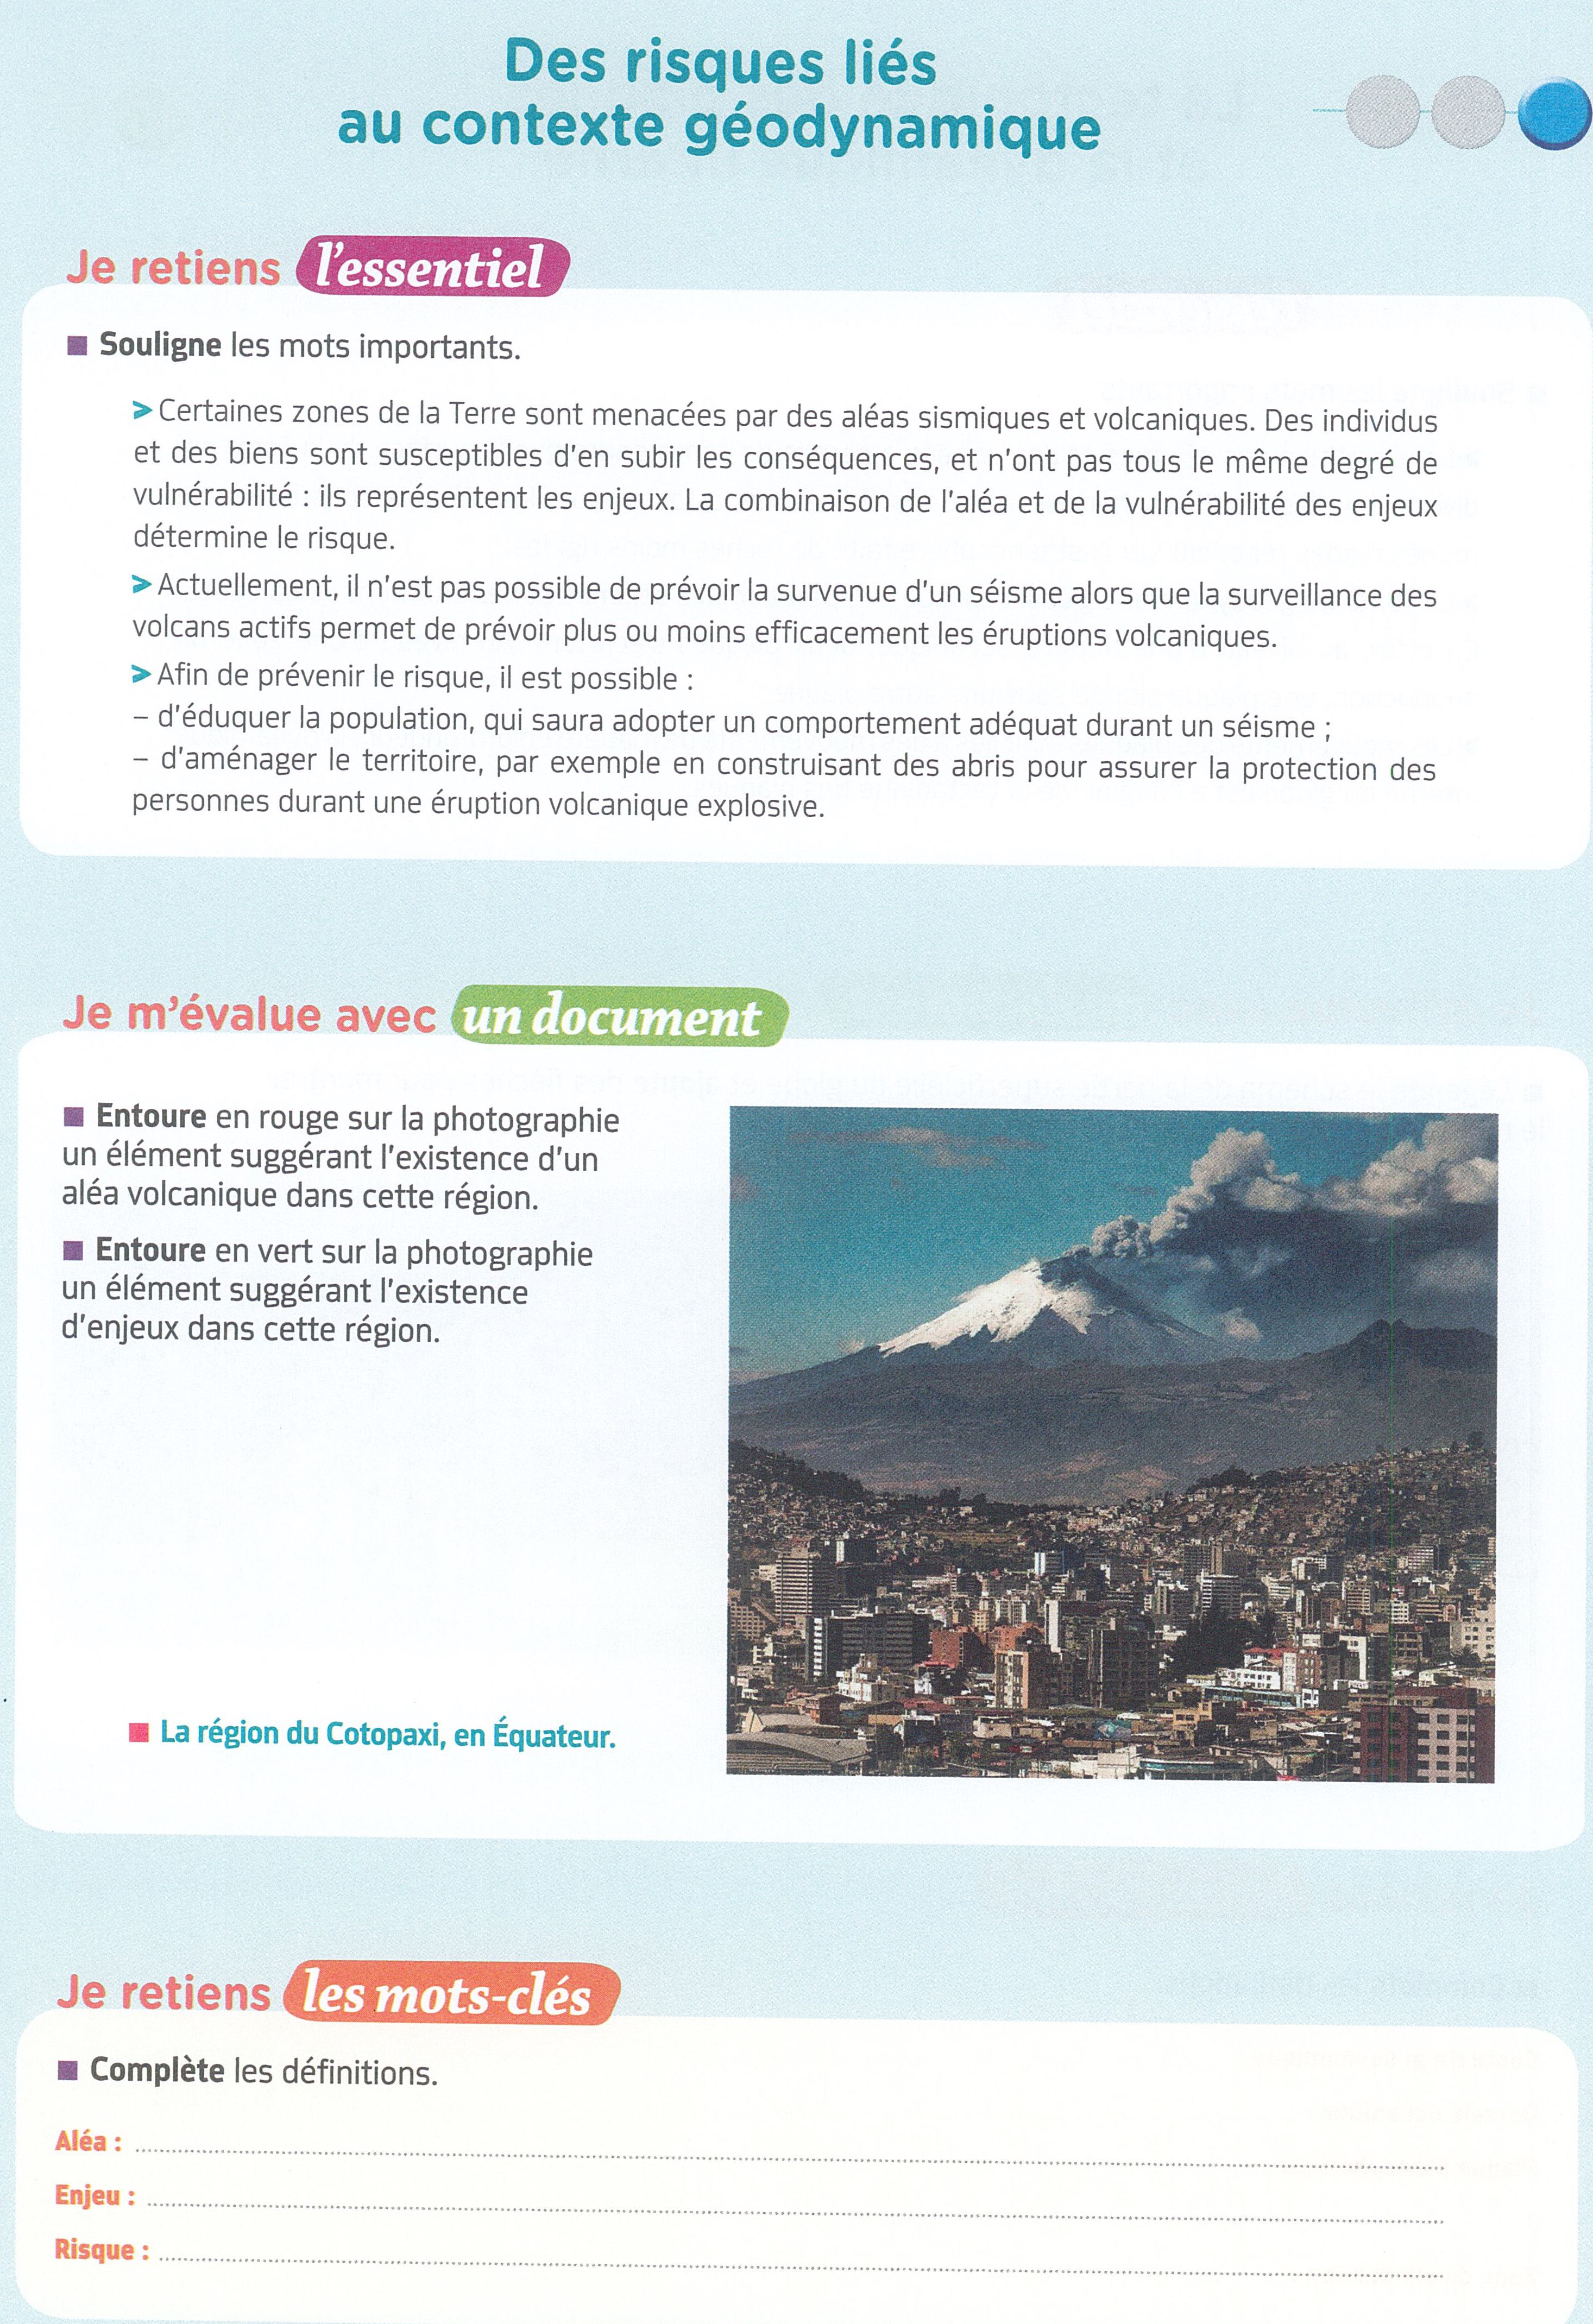 Des risques liés
au contexte géodynamique
Je retiens l'essentiel
Souligne les mots importants.
> Certaines zones de la Terre sont menacées par des aléas sismiques et volcaniques. Des individus
et des biens sont susceptibles d'en subir les conséquences, et n'ont pas tous le même degré de
vulnérabilité : ils représentent les enjeux. La combinaison de l'aléa et de la vulnérabilité des enjeux
détermine le risque.
> Actuellement, il n'est pas possible de prévoir la survenue d'un séisme alors que la surveillance des
volcans actifs permet de prévoir plus ou moins efficacement les éruptions volcaniques.
> Afin de prévenir le risque, il est possible :
– d'éduquer la population, qui saura adopter un comportement adéquat durant un séisme ;
– d'aménager le territoire, par exemple en construisant des abris pour assurer la protection des
personnes durant une éruption volcanique explosive.
Je m'évalue avec un document
Entoure en rouge sur la photographie
un élément suggérant l'existence d'un
aléa volcanique dans cette région.
Entoure en vert sur la photographie
un élément suggérant l'existence
d'enjeux dans cette région.
La région du Cotopaxi, en Équateur.
Je retiens les mots-clés
Complète les définitions.
Aléa :
Enjeu :
Risque :